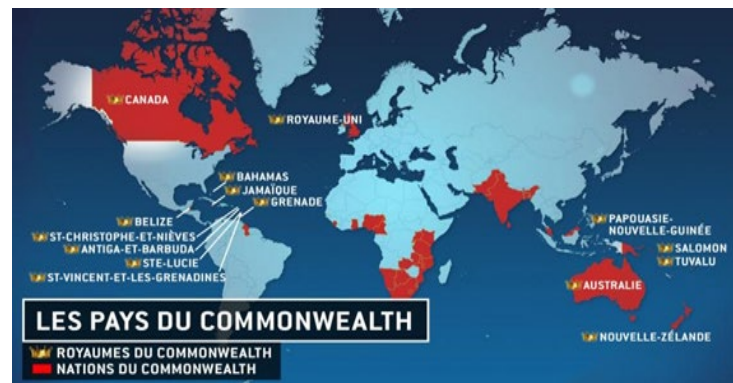 CANADA
ROYAUME-UNI
BAHAMAS
JAMAÏQUE
GRENADE
BELIZE
ST-CHRISTOPHE-ET-NIÈVES
ANTIGA-ET-BARBUDA
STE-LUCIE
ST-VINCENT-ET-LES-GRENADINES
PAPOUASIE-
NOUVELLE-GUINÉE
SALOMON
TUVALU
AUSTRALIE
NOUVELLE-ZÉLANDE
LES PAYS DU COMMONWEALTH
ROYAUMES DU COMMONWEALTH
NATIONS DU COMMONWEALTH